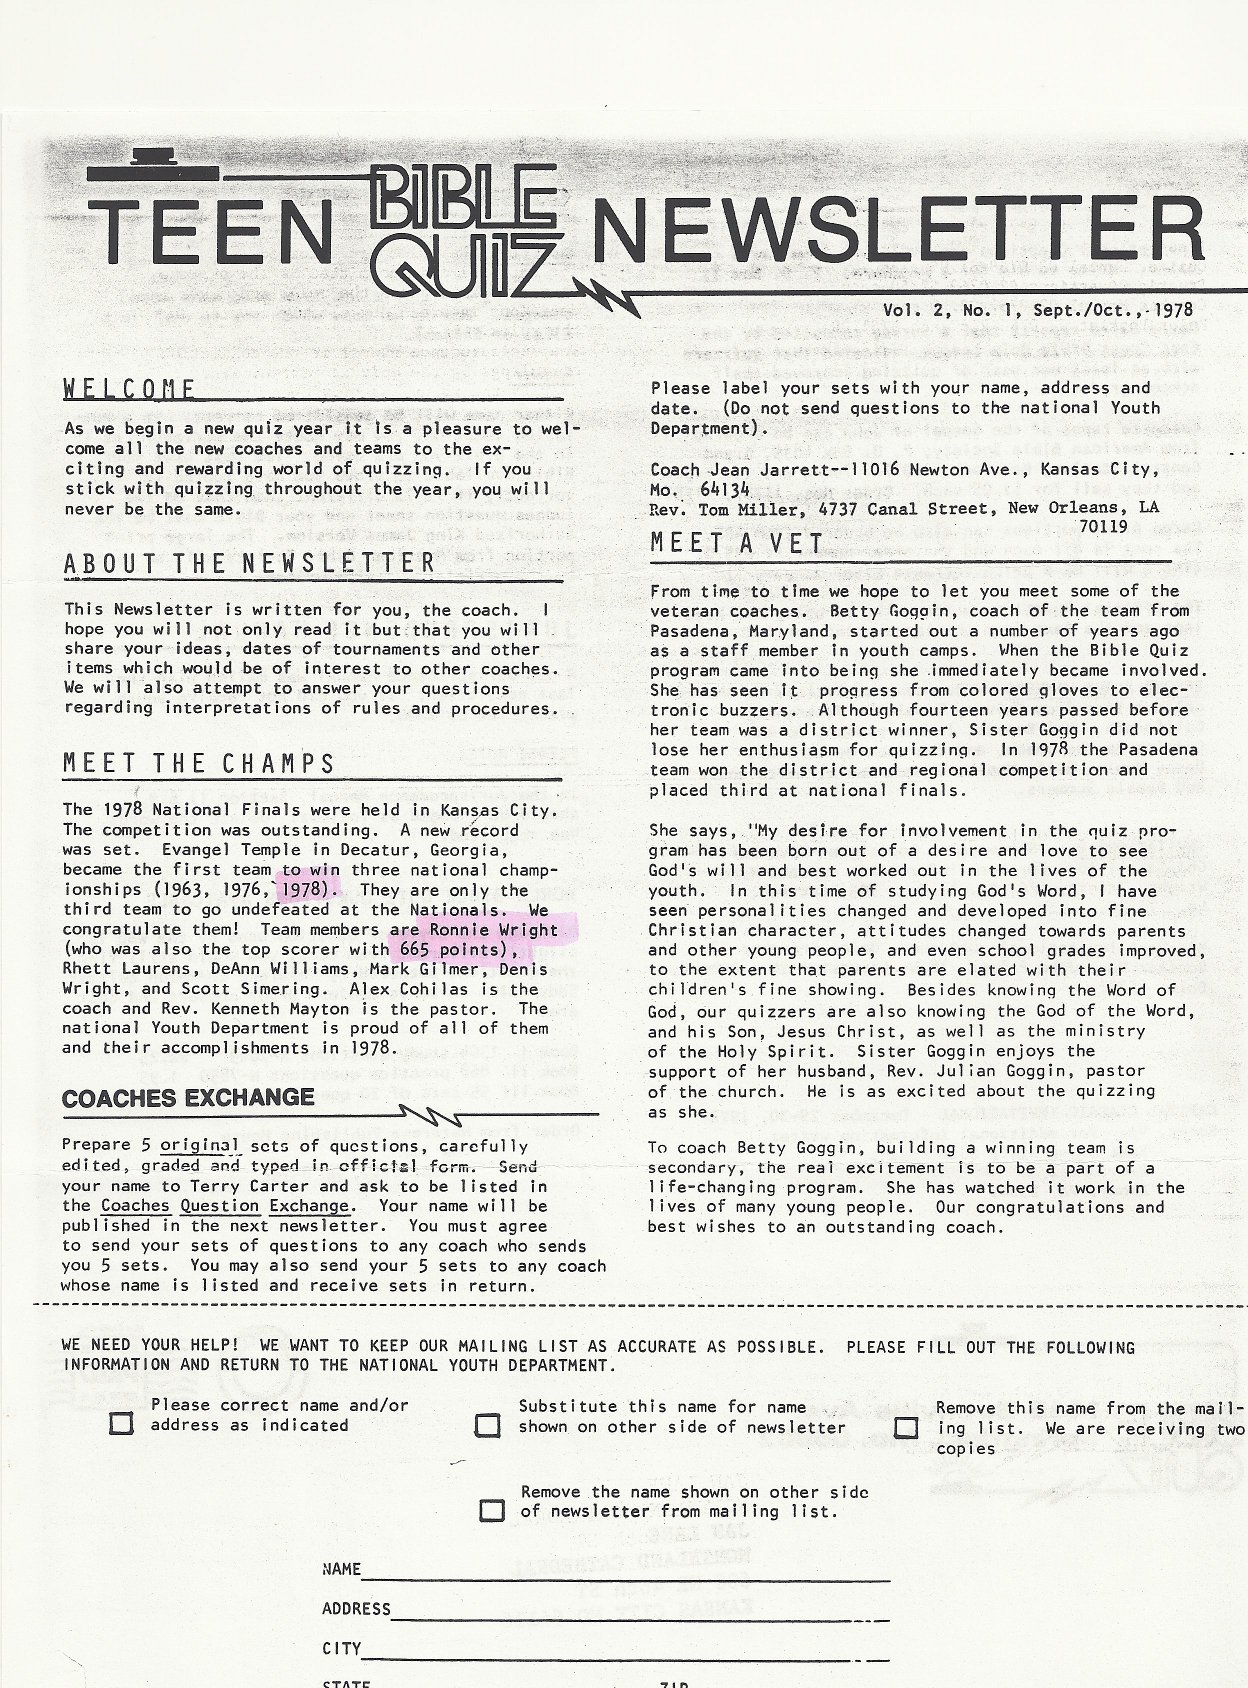 TEEN BIBLE QUIZ NEWSLETTER
Vol. 2, No. 1, Sept./Oct., 1978
WELCOME
As we begin a new quiz year it is a pleasure to wel-
come all the new coaches and teams to the ex-
citing and rewarding world of quizzing. If you
stick with quizzing throughout the year, you will
never be the same.
ABOUT THE NEWSLETTER
This Newsletter is written for you, the coach. I
hope you will not only read it but that you will
share your ideas, dates of tournaments and other
items which would be of interest to other coaches.
We will also attempt to answer your questions
regarding interpretations of rules and procedures.
MEET THE CHAMPS
The 1978 National Finals were held in Kansas City.
The competition was outstanding. A new record
was set. Evangel Temple in Decatur, Georgia,
became the first team to win three national champ-
ionships (1963, 1976, 1978). They are only the
third team to go undefeated at the Nationals. We
congratulate them! Team members are Ronnie Wright
(who was also the top scorer with 665 points),
Rhett Laurens, DeAnn Williams, Mark Gilmer, Denis
Wright, and Scott Simering. Alex Cohilas is the
coach and Rev. Kenneth Mayton is the pastor. The
national Youth Department is proud of all of them
and their accomplishments in 1978.
COACHES EXCHANGE
Prepare 5 original sets of questions, carefully
edited, graded and typed in official form. Send
your name to Terry Carter and ask to be listed in
the Coaches Question Exchange. Your name will be
published in the next newsletter. You must agree
to send your sets of questions to any coach who sends
you 5 sets. You may also send your 5 sets to any coach
whose name is listed and receive sets in return.
Please label your sets with your name, address and
date. (Do not send questions to the national Youth
Department).
Coach Jean Jarrett--11016 Newton Ave., Kansas City,
Mo. 64134
Rev. Tom Miller, 4737 Canal Street, New Orleans, LA
70119
MEET A VET
From time to time we hope to let you meet some of the
veteran coaches. Betty Goggin, coach of the team from
Pasadena, Maryland, started out a number of years ago
as a staff member in youth camps. When the Bible Quiz
program came into being she immediately became involved.
She has seen it progress from colored gloves to elec-
tronic buzzers. Although fourteen years passed before
her team was a district winner, Sister Goggin did not
lose her enthusiasm for quizzing. In 1978 the Pasadena
team won the district and regional competition and
placed third at national finals.
She says, "My desire for involvement in the quiz pro-
gram has been born out of a desire and love to see
God's will and best worked out in the lives of the
youth. In this time of studying God's Word, I have
seen personalities changed and developed into fine
Christian character, attitudes changed towards parents
and other young people, and even school grades improved,
to the extent that parents are elated with their
children's fine showing. Besides knowing the Word of
God, our quizzers are also knowing the God of the Word,
and his Son, Jesus Christ, as well as the ministry
of the Holy Spirit. Sister Goggin enjoys the
support of her husband, Rev. Julian Goggin, pastor
of the church. He is as excited about the quizzing
as she.
To coach Betty Goggin, building a winning team is
secondary, the real excitement is to be a part of a
life-changing program. She has watched it work in the
lives of many young people. Our congratulations and
best wishes to an outstanding coach.
WE NEED YOUR HELP! WE WANT TO KEEP OUR MAILING LIST AS ACCURATE AS POSSIBLE. PLEASE FILL OUT THE FOLLOWING
INFORMATION AND RETURN TO THE NATIONAL YOUTH DEPARTMENT.
Please correct name and/or
address as indicated
Substitute this name for name
shown on other side of newsletter
Remove this name from the mail-
ing list. We are receiving two
copies
Remove the name shown on other side
of newsletter from mailing list.
NAME
ADDRESS
CITY
STATE ZIP